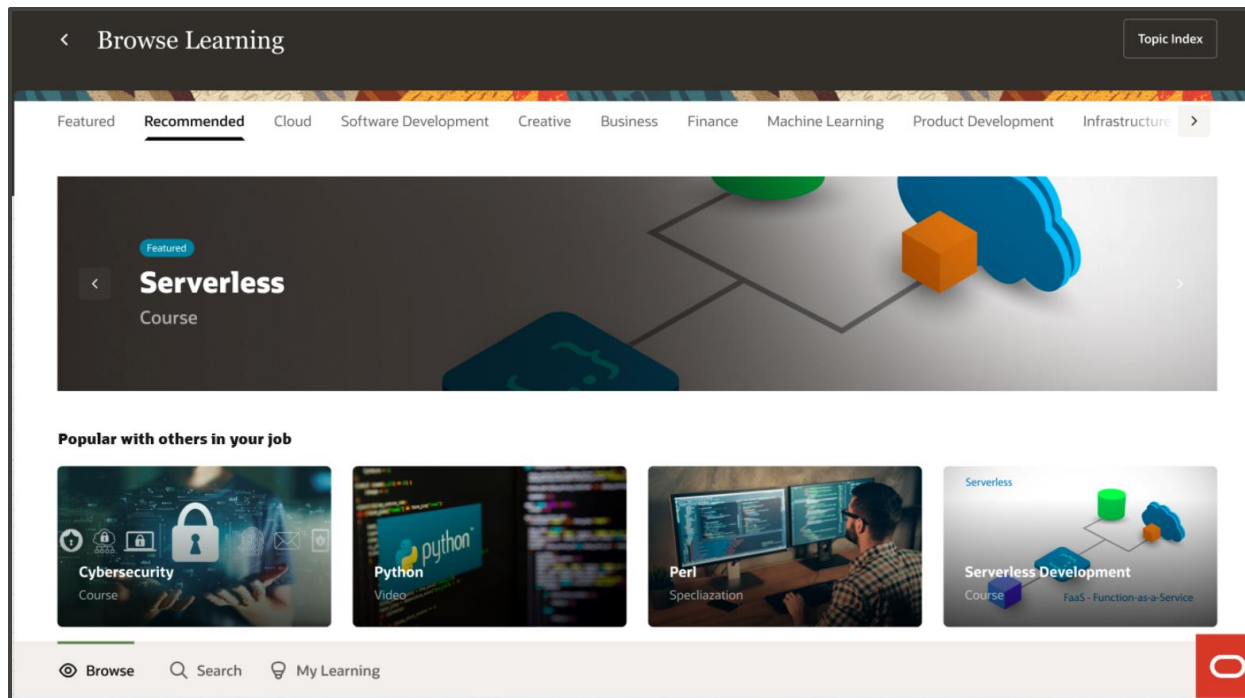 Browse Learning
Topic Index
Featured Recommended Cloud Software Development Creative Business Finance Machine Learning Product Development Infrastructure
Featured
Serverless
Course
Popular with others in your job
Cybersecurity
Course
python
Python
Video
Perl
Specliazation
Serverless
Serverless Development
Course
FaaS - Function-as-a-Service
Browse Search My Learning